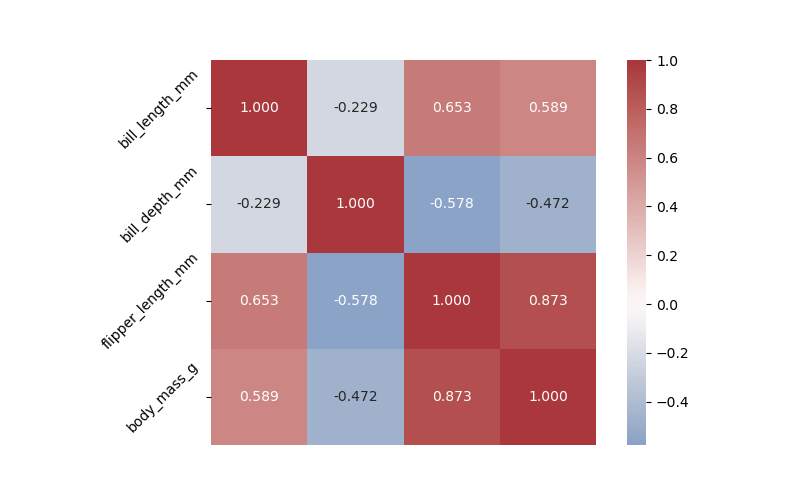 bill_length_mm 1.000 -0.229 0.653 0.589
bill_depth_mm -0.229 1.000 -0.578 -0.472
flipper_length_mm 0.653 -0.578 1.000 0.873
body_mass_g 0.589 -0.472 0.873 1.000
1.0
0.8
0.6
0.4
0.2
0.0
−0.2
−0.4